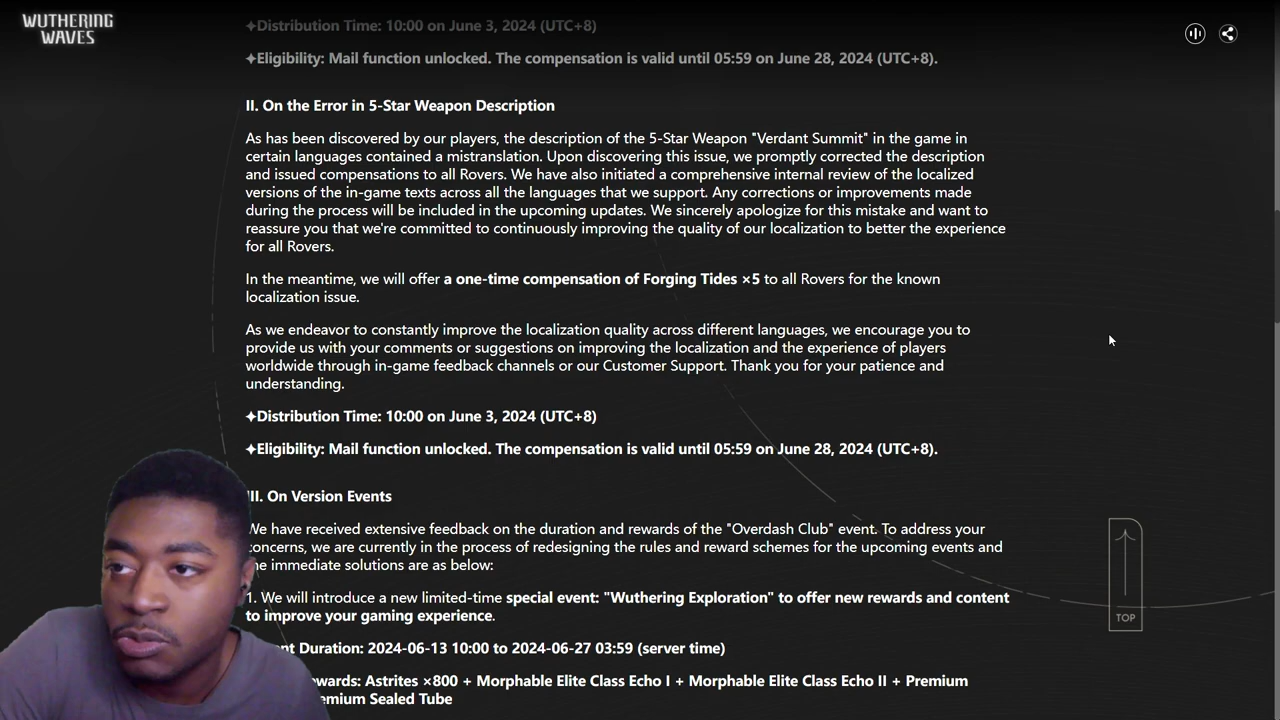 WUTHERING
WAVES
✦Distribution Time: 10:00 on June 3, 2024 (UTC+8)
✦Eligibility: Mail function unlocked. The compensation is valid until 05:59 on June 28, 2024 (UTC+8).
II. On the Error in 5-Star Weapon Description
As has been discovered by our players, the description of the 5-Star Weapon "Verdant Summit" in the game in
certain languages contained a mistranslation. Upon discovering this issue, we promptly corrected the description
and issued compensations to all Rovers. We have also initiated a comprehensive internal review of the localized
versions of the in-game texts across all the languages that we support. Any corrections or improvements made
during the process will be included in the upcoming updates. We sincerely apologize for this mistake and want to
reassure you that we're committed to continuously improving the quality of our localization to better the experience
for all Rovers.
In the meantime, we will offer a one-time compensation of Forging Tides ×5 to all Rovers for the known
localization issue.
As we endeavor to constantly improve the localization quality across different languages, we encourage you to
provide us with your comments or suggestions on improving the localization and the experience of players
worldwide through in-game feedback channels or our Customer Support. Thank you for your patience and
understanding.
✦Distribution Time: 10:00 on June 3, 2024 (UTC+8)
✦Eligibility: Mail function unlocked. The compensation is valid until 05:59 on June 28, 2024 (UTC+8).
III. On Version Events
We have received extensive feedback on the duration and rewards of the "Overdash Club" event. To address your
concerns, we are currently in the process of redesigning the rules and reward schemes for the upcoming events and
the immediate solutions are as below:
1. We will introduce a new limited-time special event: "Wuthering Exploration" to offer new rewards and content
to improve your gaming experience.
Duration: 2024-06-13 10:00 to 2024-06-27 03:59 (server time)
Astrites ×800 + Morphable Elite Class Echo I + Morphable Elite Class Echo II + Premium
Sealed Tube
TOP